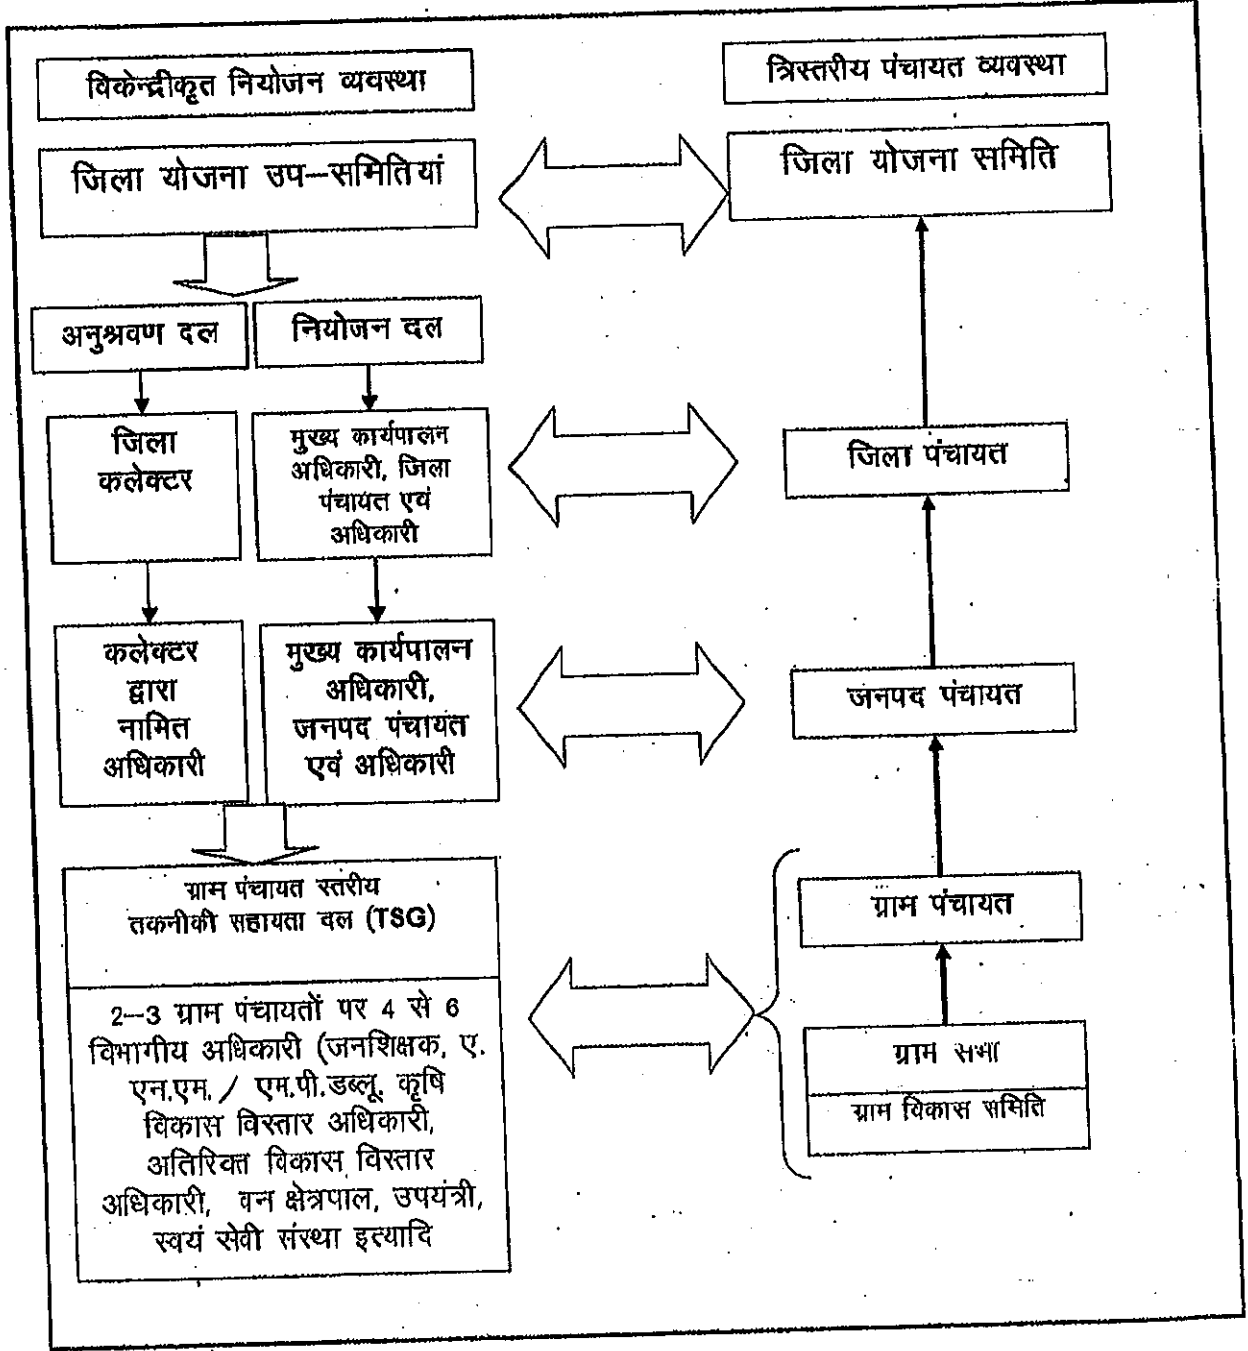 विकेन्द्रीकृत नियोजन व्यवस्था
त्रिस्तरीय पंचायत व्यवस्था
जिला योजना उप–समितियां
जिला योजना समिति
अनुश्रवण दल
नियोजन दल
जिला
कलेक्टर
मुख्य कार्यपालन
अधिकारी, जिला
पंचायत एवं
अधिकारी
जिला पंचायत
कलेक्टर
द्वारा
नामित
अधिकारी
मुख्य कार्यपालन
अधिकारी,
जनपद पंचायत
एवं अधिकारी
जनपद पंचायत
ग्राम पंचायत स्तरीय
तकनीकी सहायता दल (TSG)
2–3 ग्राम पंचायतों पर 4 से 6
विभागीय अधिकारी (जनशिक्षक, ए.
एन.एम. / एम.पी.डब्लू, कृषि
विकास विस्तार अधिकारी,
अतिरिक्त विकास विस्तार
अधिकारी, वन क्षेत्रपाल, उपयंत्री,
स्वयं सेवी संस्था इत्यादि
ग्राम पंचायत
ग्राम सभा
ग्राम विकास समिति